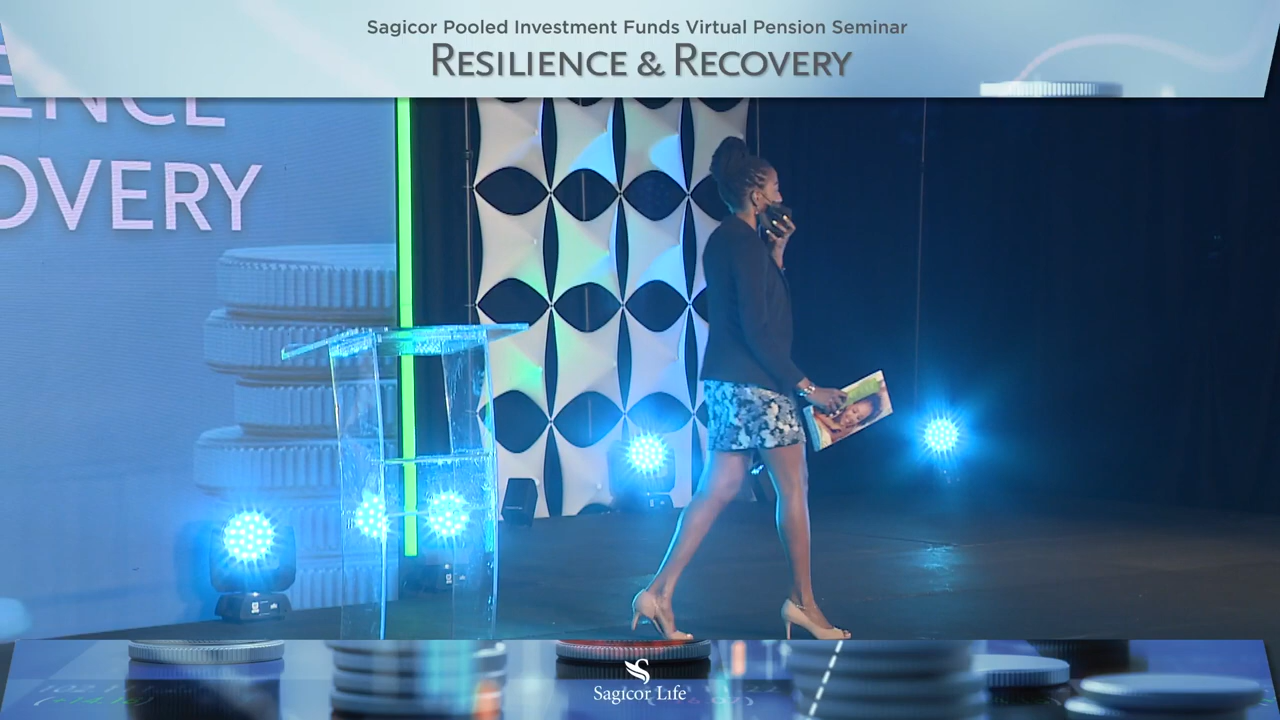 Sagicor Pooled Investment Funds Virtual Pension Seminar
RESILIENCE & RECOVERY
ENCE
OVERY
Sagicor Life